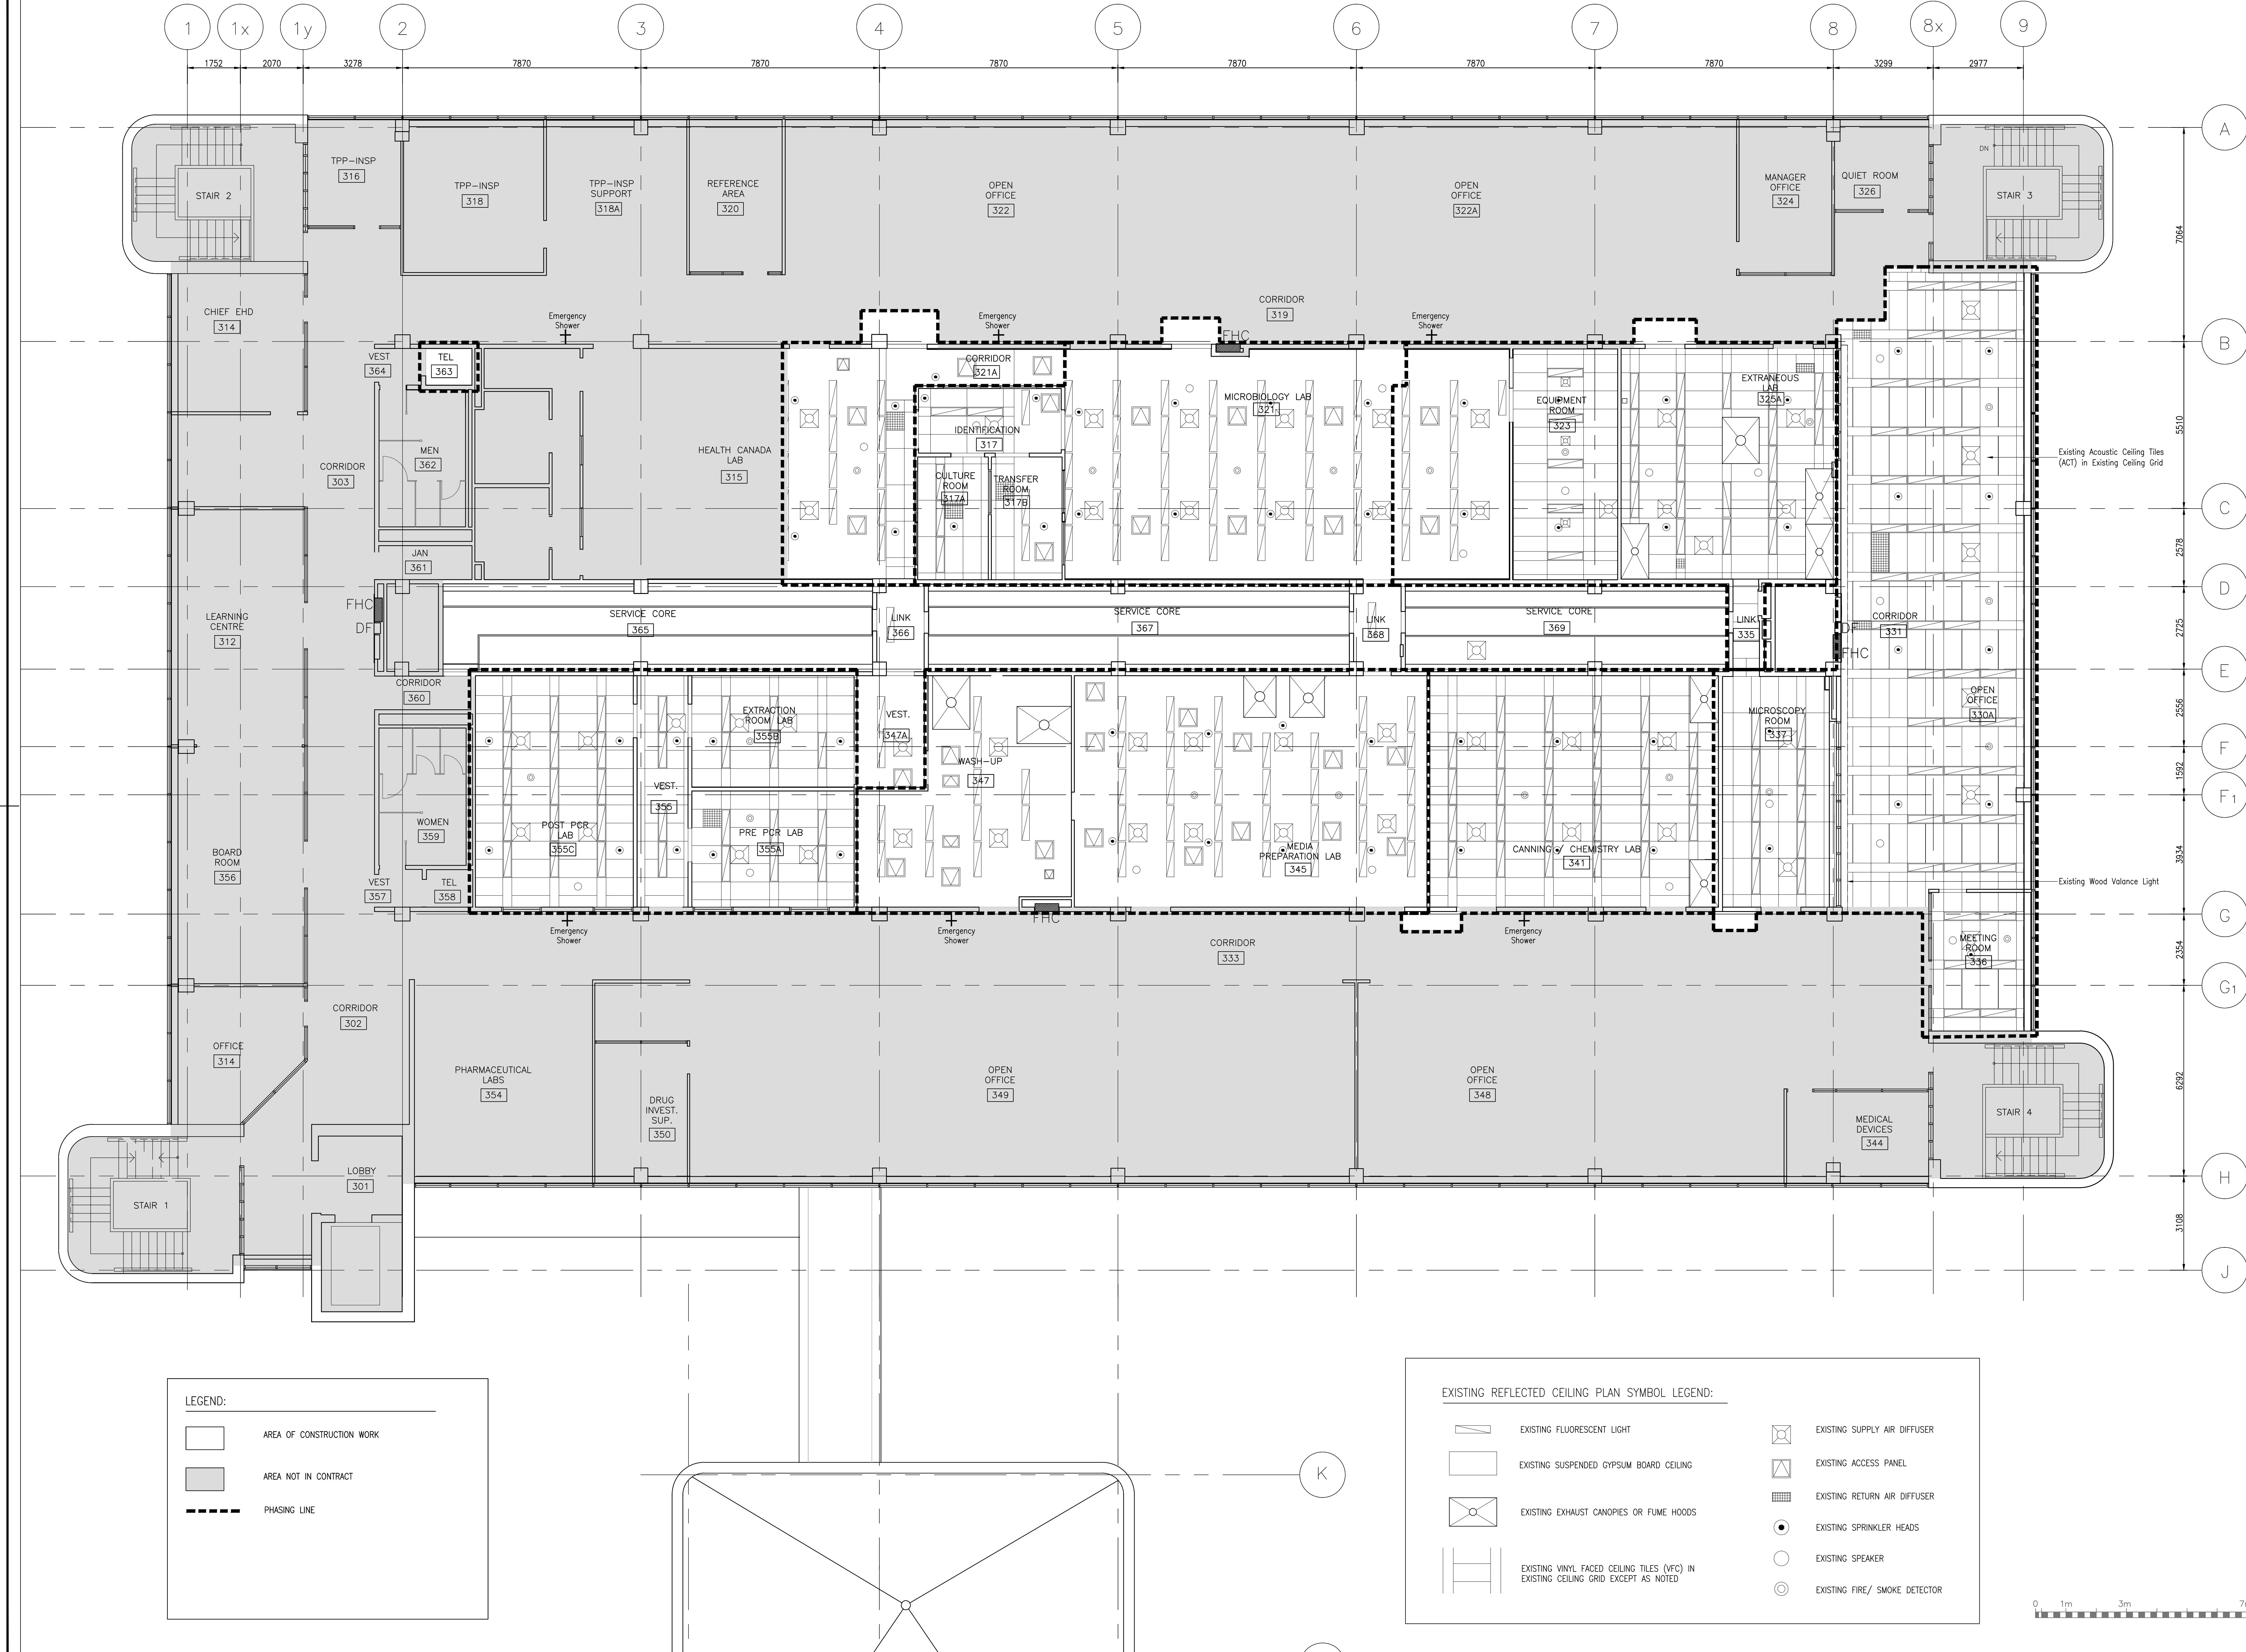 1
1x
1y
2
3
4
5
6
7
8
8x
9
1752
2070
3278
7870
7870
7870
7870
7870
7870
3299
2977
A
B
C
D
E
F
F1
G
G1
H
J
K
7064
5510
2578
2725
2556
1592
3934
2354
6292
3108
STAIR 2
TPP-INSP
316
TPP-INSP
318
TPP-INSP
SUPPORT
318A
REFERENCE
AREA
320
OPEN
OFFICE
322
OPEN
OFFICE
322A
MANAGER
OFFICE
324
QUIET ROOM
326
DN
STAIR 3
CHIEF EHD
314
VEST
364
TEL
363
Emergency
Shower
Emergency
Shower
CORRIDOR
319
FHC
Emergency
Shower
CORRIDOR
321A
CORRIDOR
303
MEN
362
HEALTH CANADA
LAB
315
IDENTIFICATION
317
CULTURE
ROOM
317A
TRANSFER
ROOM
317B
MICROBIOLOGY LAB
321
EQUIPMENT
ROOM
323
EXTRANEOUS
LAB
325A
Existing Acoustic Ceiling Tiles
(ACT) in Existing Ceiling Grid
JAN
361
LEARNING
CENTRE
312
FHC
DF
SERVICE CORE
365
LINK
366
SERVICE CORE
367
LINK
368
SERVICE CORE
369
LINK
335
DF
FHC
CORRIDOR
331
CORRIDOR
360
EXTRACTION
ROOM LAB
355B
VEST.
347A
WASH-UP
347
MICROSCOPY
ROOM
337
OPEN
OFFICE
330A
VEST.
355
WOMEN
359
POST PCR
LAB
355C
PRE PCR LAB
355A
MEDIA
PREPARATION LAB
345
CANNING / CHEMISTRY LAB
341
Existing Wood Valance Light
BOARD
ROOM
356
VEST
357
TEL
358
Emergency
Shower
Emergency
Shower
FHC
Emergency
Shower
CORRIDOR
333
MEETING
ROOM
336
CORRIDOR
302
OFFICE
314
PHARMACEUTICAL
LABS
354
DRUG
INVEST.
SUP.
350
OPEN
OFFICE
349
OPEN
OFFICE
348
MEDICAL
DEVICES
344
STAIR 4
LOBBY
301
STAIR 1
LEGEND:
AREA OF CONSTRUCTION WORK
AREA NOT IN CONTRACT
PHASING LINE
EXISTING REFLECTED CEILING PLAN SYMBOL LEGEND:
EXISTING FLUORESCENT LIGHT
EXISTING SUSPENDED GYPSUM BOARD CEILING
EXISTING EXHAUST CANOPIES OR FUME HOODS
EXISTING VINYL FACED CEILING TILES (VFC) IN
EXISTING CEILING GRID EXCEPT AS NOTED
EXISTING SUPPLY AIR DIFFUSER
EXISTING ACCESS PANEL
EXISTING RETURN AIR DIFFUSER
EXISTING SPRINKLER HEADS
EXISTING SPEAKER
EXISTING FIRE/ SMOKE DETECTOR
0 1m 3m